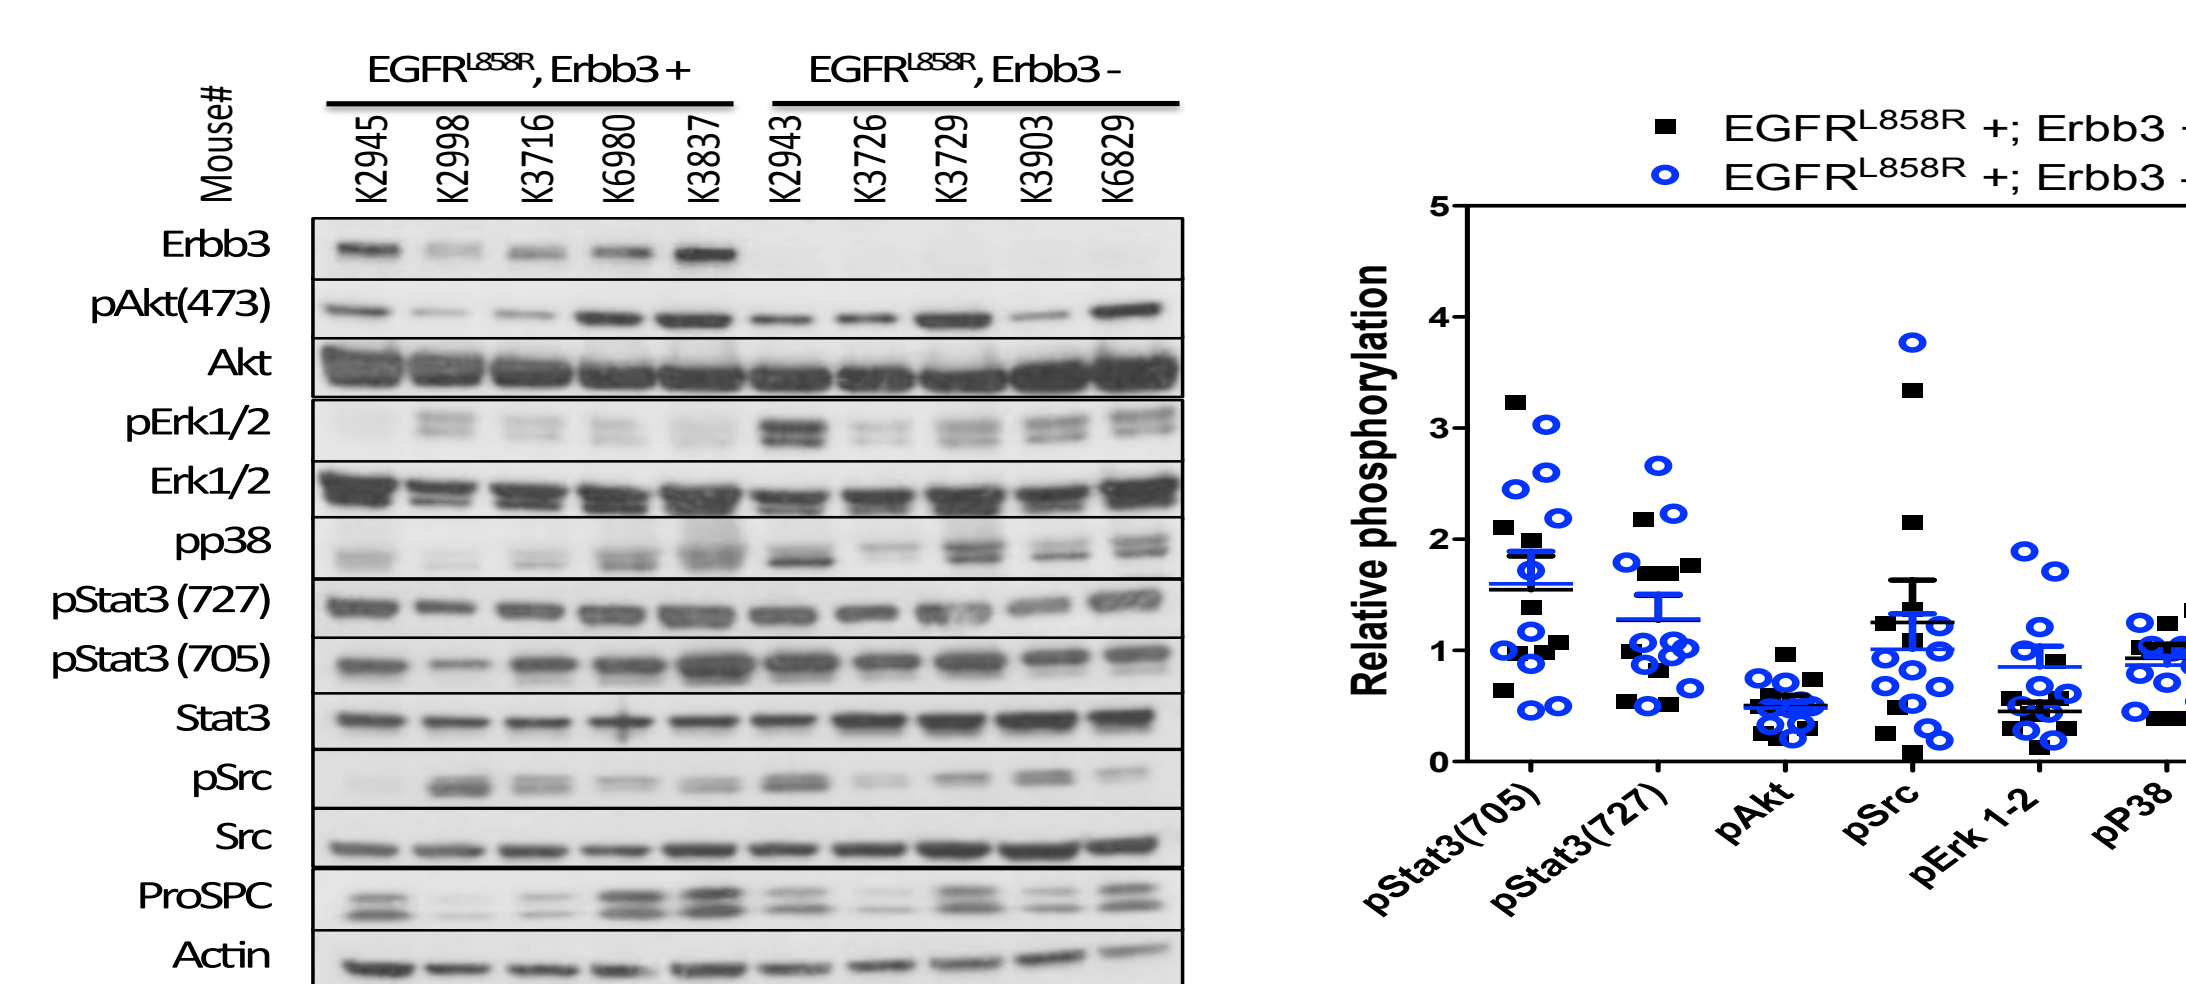 EGFRL858R, Erbb3 +
EGFRL858R, Erbb3 -
Mouse#
K2945
K2998
K3716
K6980
K3837
K2943
K3726
K3729
K3903
K6829
Erbb3
pAkt(473)
Akt
pErk1/2
Erk1/2
pp38
pStat3 (727)
pStat3 (705)
Stat3
pSrc
Src
ProSPC
Actin
EGFRL858R +; Erbb3
EGFRL858R +; Erbb3 -
Relative phosphorylation
5
4
3
2
1
0
pStat3(705)
pStat3(727)
pAkt
pSrc
pErk 1-2
pP38